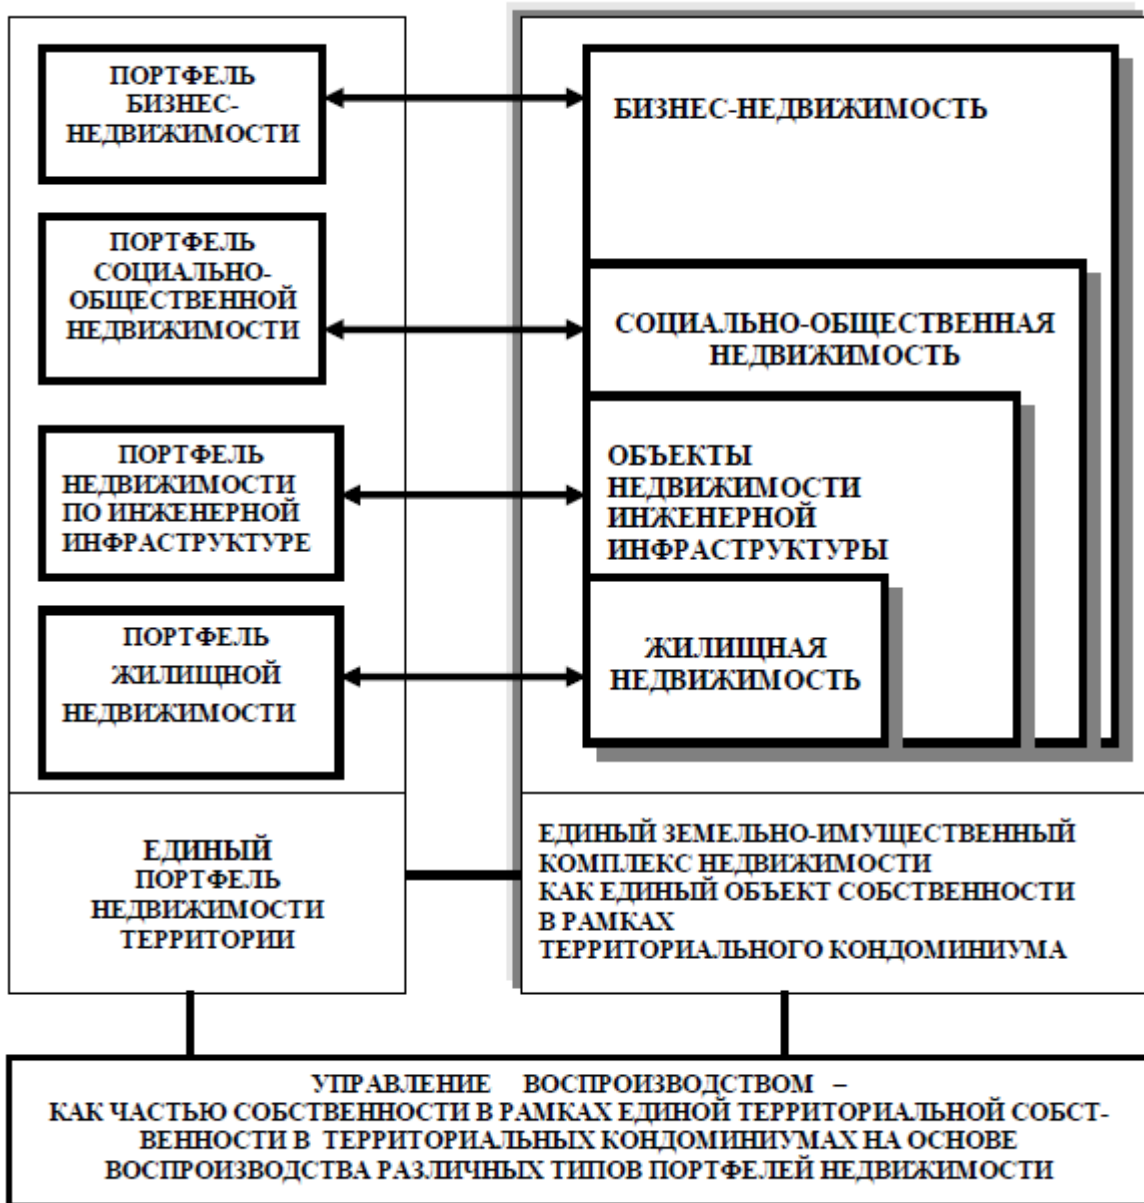 ПОРТФЕЛЬ
БИЗНЕС-
НЕДВИЖИМОСТИ
БИЗНЕС-НЕДВИЖИМОСТЬ
ПОРТФЕЛЬ
СОЦИАЛЬНО-
ОБЩЕСТВЕННОЙ
НЕДВИЖИМОСТИ
СОЦИАЛЬНО-ОБЩЕСТВЕННАЯ
НЕДВИЖИМОСТЬ
ПОРТФЕЛЬ
НЕДВИЖИМОСТИ
ПО ИНЖЕНЕРНОЙ
ИНФРАСТРУКТУРЕ
ОБЪЕКТЫ
НЕДВИЖИМОСТИ
ИНЖЕНЕРНОЙ
ИНФРАСТРУКТУРЫ
ПОРТФЕЛЬ
ЖИЛИЩНОЙ
НЕДВИЖИМОСТИ
ЖИЛИЩНАЯ
НЕДВИЖИМОСТЬ
ЕДИНЫЙ
ПОРТФЕЛЬ
НЕДВИЖИМОСТИ
ТЕРРИТОРИИ
ЕДИНЫЙ ЗЕМЕЛЬНО-ИМУЩЕСТВЕННЫЙ
КОМПЛЕКС НЕДВИЖИМОСТИ
КАК ЕДИНЫЙ ОБЪЕКТ СОБСТВЕННОСТИ
В РАМКАХ
ТЕРРИТОРИАЛЬНОГО КОНДОМИНИУМА
УПРАВЛЕНИЕ ВОСПРОИЗВОДСТВОМ –
КАК ЧАСТЬЮ СОБСТВЕННОСТИ В РАМКАХ ЕДИНОЙ ТЕРРИТОРИАЛЬНОЙ СОБСТ-
ВЕННОСТИ В ТЕРРИТОРИАЛЬНЫХ КОНДОМИНИУМАХ НА ОСНОВЕ
ВОСПРОИЗВОДСТВА РАЗЛИЧНЫХ ТИПОВ ПОРТФЕЛЕЙ НЕДВИЖИМОСТИ